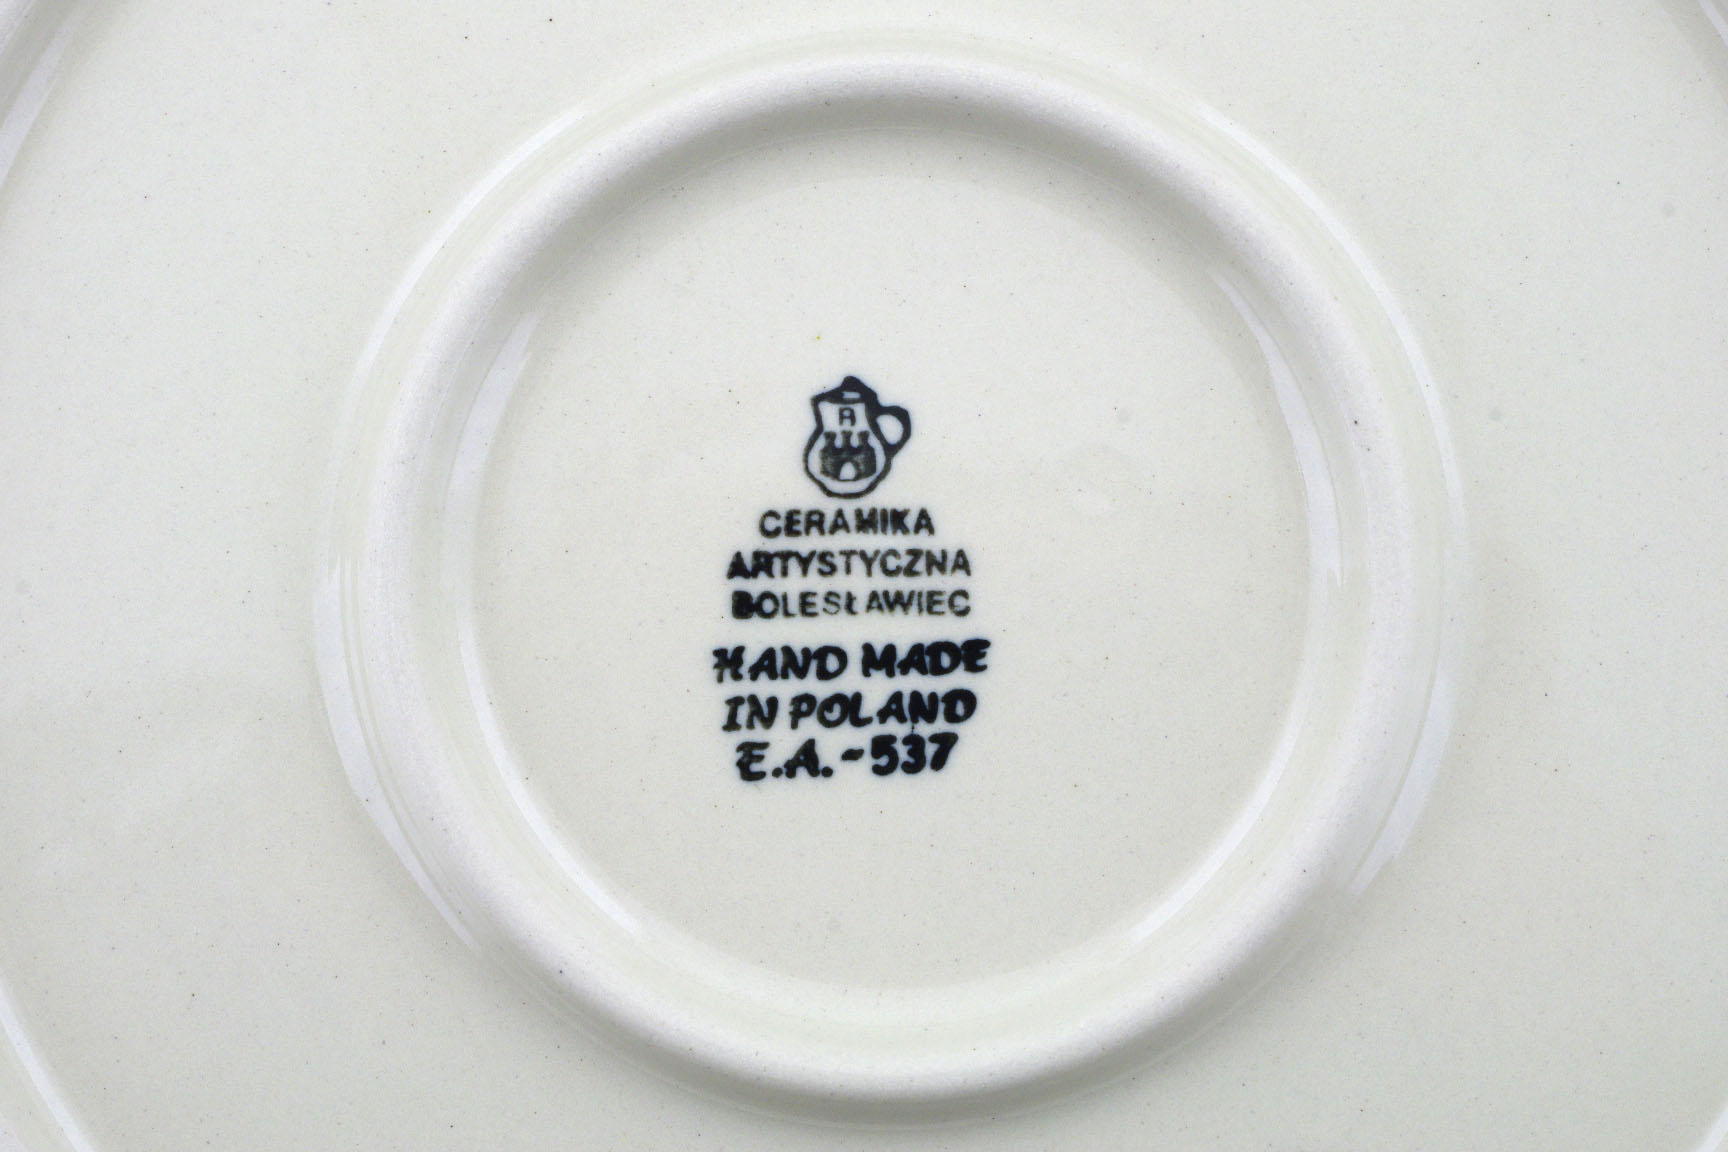 A
CERAMIKA
ARTYSTYCZNA
BOLESŁAWIEC
HAND MADE
IN POLAND
E.A.-537